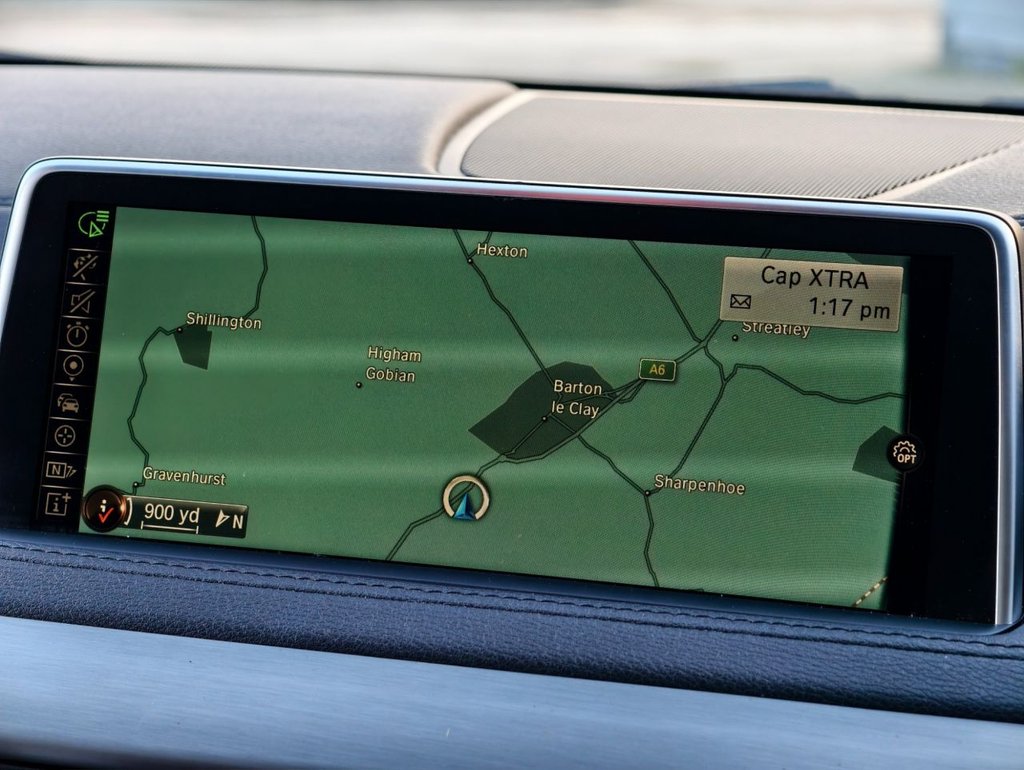 Hexton
Cap XTRA
1:17 pm
Shillington
Streatley
Higham
Gobian
A6
Barton
le Clay
OPT
Gravenhurst
Sharpenhoe
N
i+
i
900 yd
N